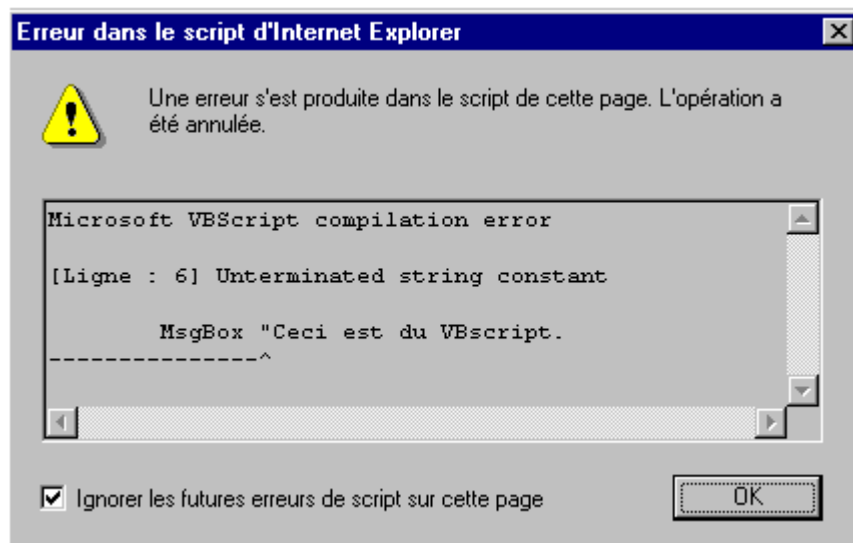 Erreur dans le script d'Internet Explorer
Une erreur s'est produite dans le script de cette page. L'opération a
été annulée.
Microsoft VBScript compilation error
[Ligne : 6] Unterminated string constant
MsgBox "Ceci est du VBscript.
---------------^
Ignorer les futures erreurs de script sur cette page
OK